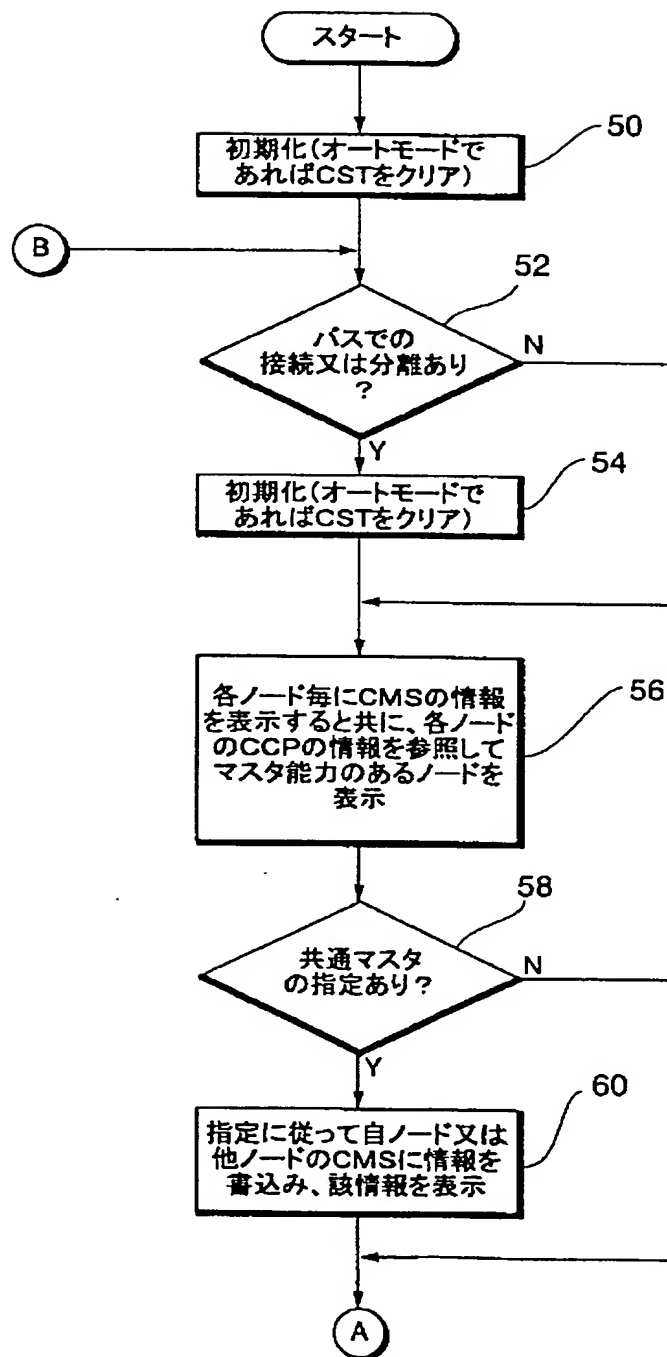 スタート
50
初期化(オートモードで
あればCSTをクリア)
B
52
バスでの
接続又は分離あり
?
N
Y
54
初期化(オートモードで
あればCSTをクリア)
56
各ノード毎にCMSの情報
を表示すると共に、各ノード
のCCPの情報を参照して
マスタ能力のあるノードを
表示
58
共通マスタ
の指定あり?
N
Y
60
指定に従って自ノード又は
他ノードのCMSに情報を
書込み、該情報を表示
A